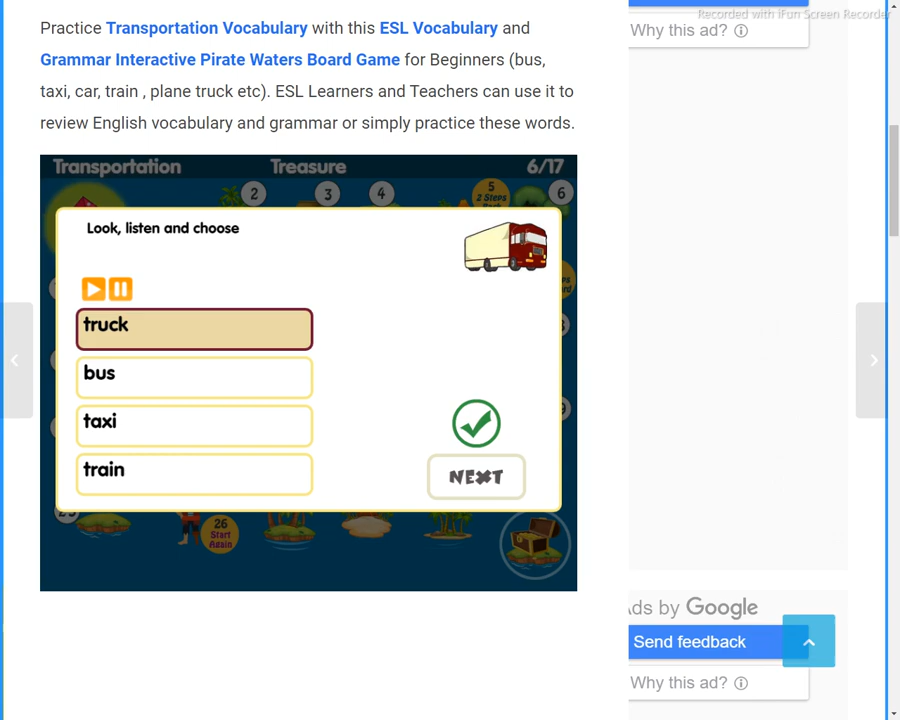 Recorded with iFun Screen Recorder
Practice Transportation Vocabulary with this ESL Vocabulary and
Grammar Interactive Pirate Waters Board Game for Beginners (bus,
taxi, car, train , plane truck etc). ESL Learners and Teachers can use it to
review English vocabulary and grammar or simply practice these words.
Transportation Treasure 6/17
2 3 4 5 6
2 Steps
Look, listen and choose
truck
bus
taxi
train
NEXT
26
Start
Again
Why this ad?
Ads by Google
Send feedback
Why this ad?